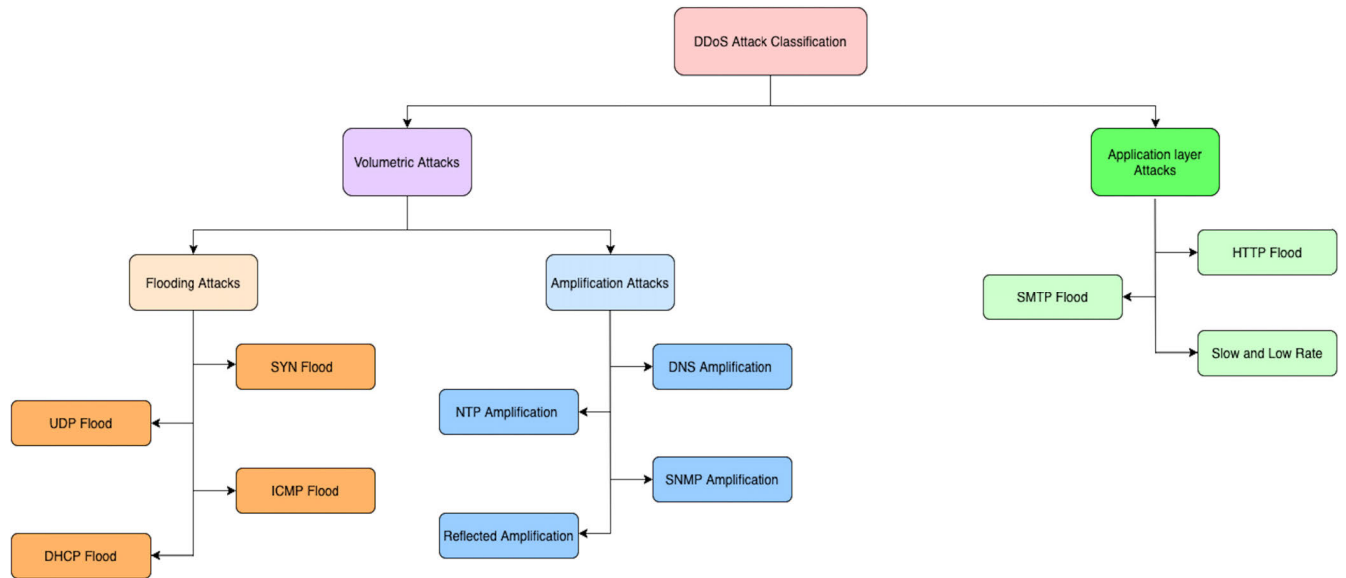 DDoS Attack Classification
Volumetric Attacks
Application layer
Attacks
Flooding Attacks
Amplification Attacks
HTTP Flood
SMTP Flood
Slow and Low Rate
SYN Flood
DNS Amplification
UDP Flood
NTP Amplification
ICMP Flood
SNMP Amplification
DHCP Flood
Reflected Amplification